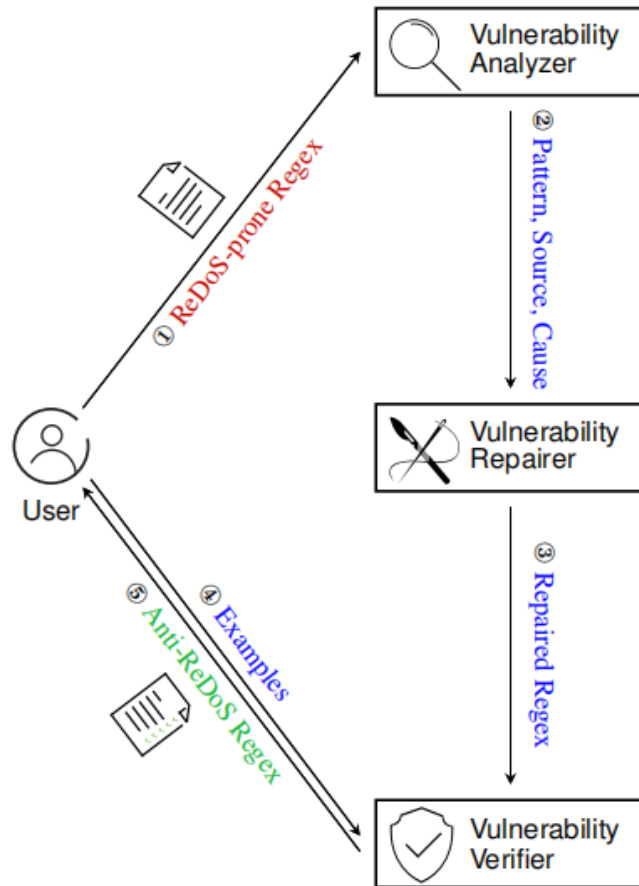 Vulnerability
Analyzer
① ReDoS-prone Regex
② Pattern, Source, Cause
User
Vulnerability
Repairer
③ Repaired Regex
④ Examples
⑤ Anti-ReDoS Regex
Vulnerability
Verifier